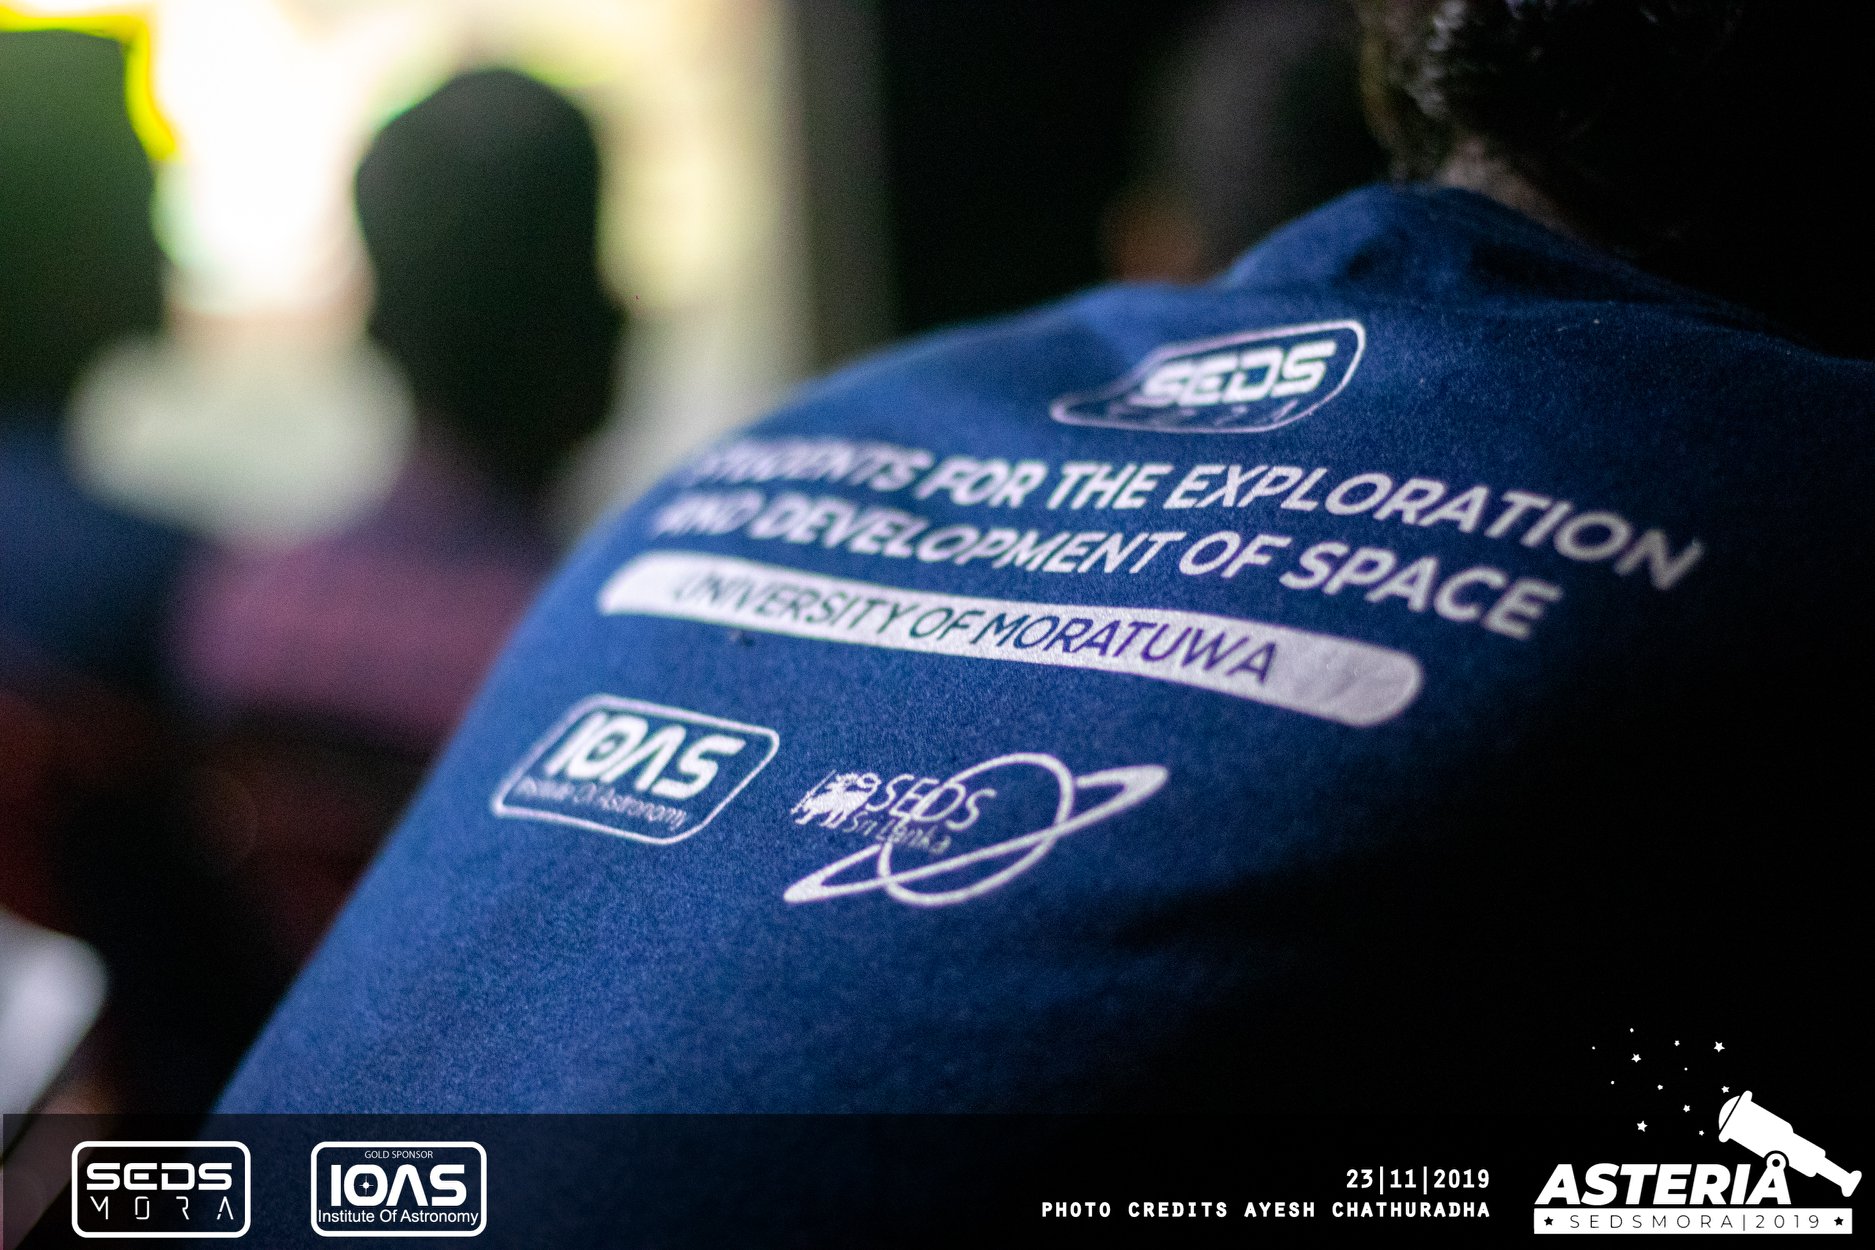 SEDS
MORA
STUDENTS FOR THE EXPLORATION
AND DEVELOPMENT OF SPACE
UNIVERSITY OF MORATUWA
IOAS
Institute Of Astronomy
SEDS
Sri Lanka
SEDS
MORA
GOLD SPONSOR
IOAS
Institute Of Astronomy
23|11|2019
PHOTO CREDITS AYESH CHATHURADHA
ASTERIA
SEDSMORA|2019